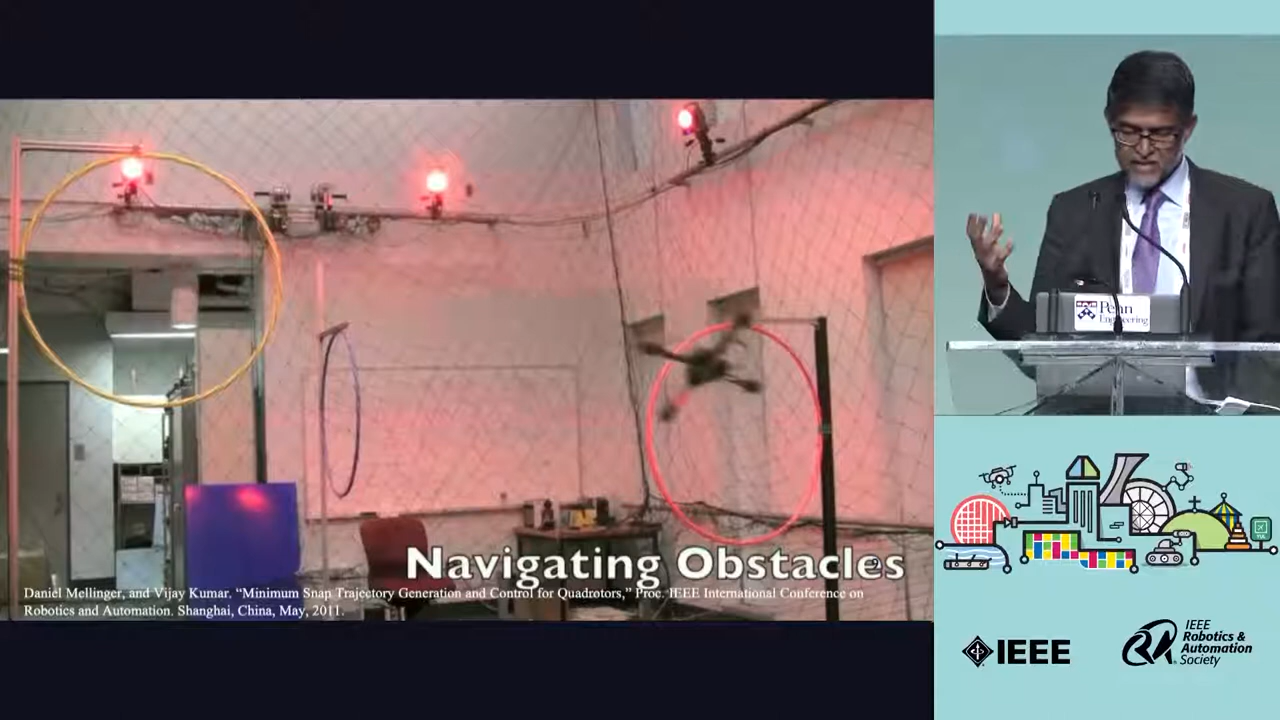 Navigating Obstacles
Daniel Mellinger, and Vijay Kumar. “Minimum Snap Trajectory Generation and Control for Quadrotors,” Proc. IEEE International Conference on
Robotics and Automation. Shanghai, China, May, 2011.
Penn
Engineering
YUL
IEEE
IEEE
Robotics &
Automation
Society